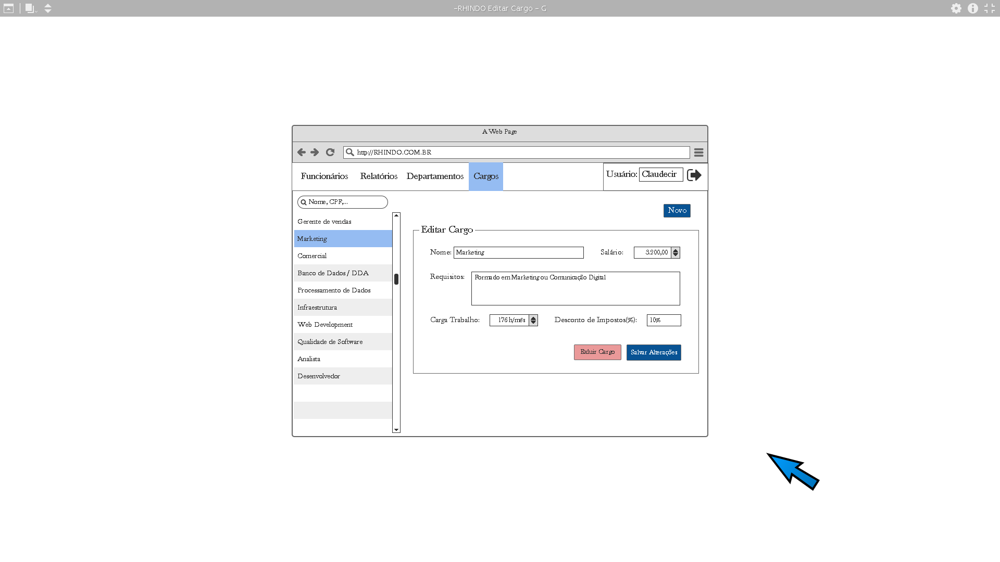 -RHINDO Editar Cargo - G
A Web Page
http://RHINDO.COM.BR
Funcionários Relatórios Departamentos Cargos
Usuário: Claudecir
Nome, CPF,...
Novo
Gerente de vendas
Marketing
Comercial
Banco de Dados / DDA
Processamento de Dados
Infraestrutura
Web Development
Qualidade de Software
Analista
Desenvolvedor
Editar Cargo
Nome: Marketing Salário: 3.200,00
Requisitos: Formado em Marketing ou Comunicação Digital
Carga Trabalho: 176 h/mês Desconto de Impostos(%): 10%
Exluir Cargo Salvar Alterações